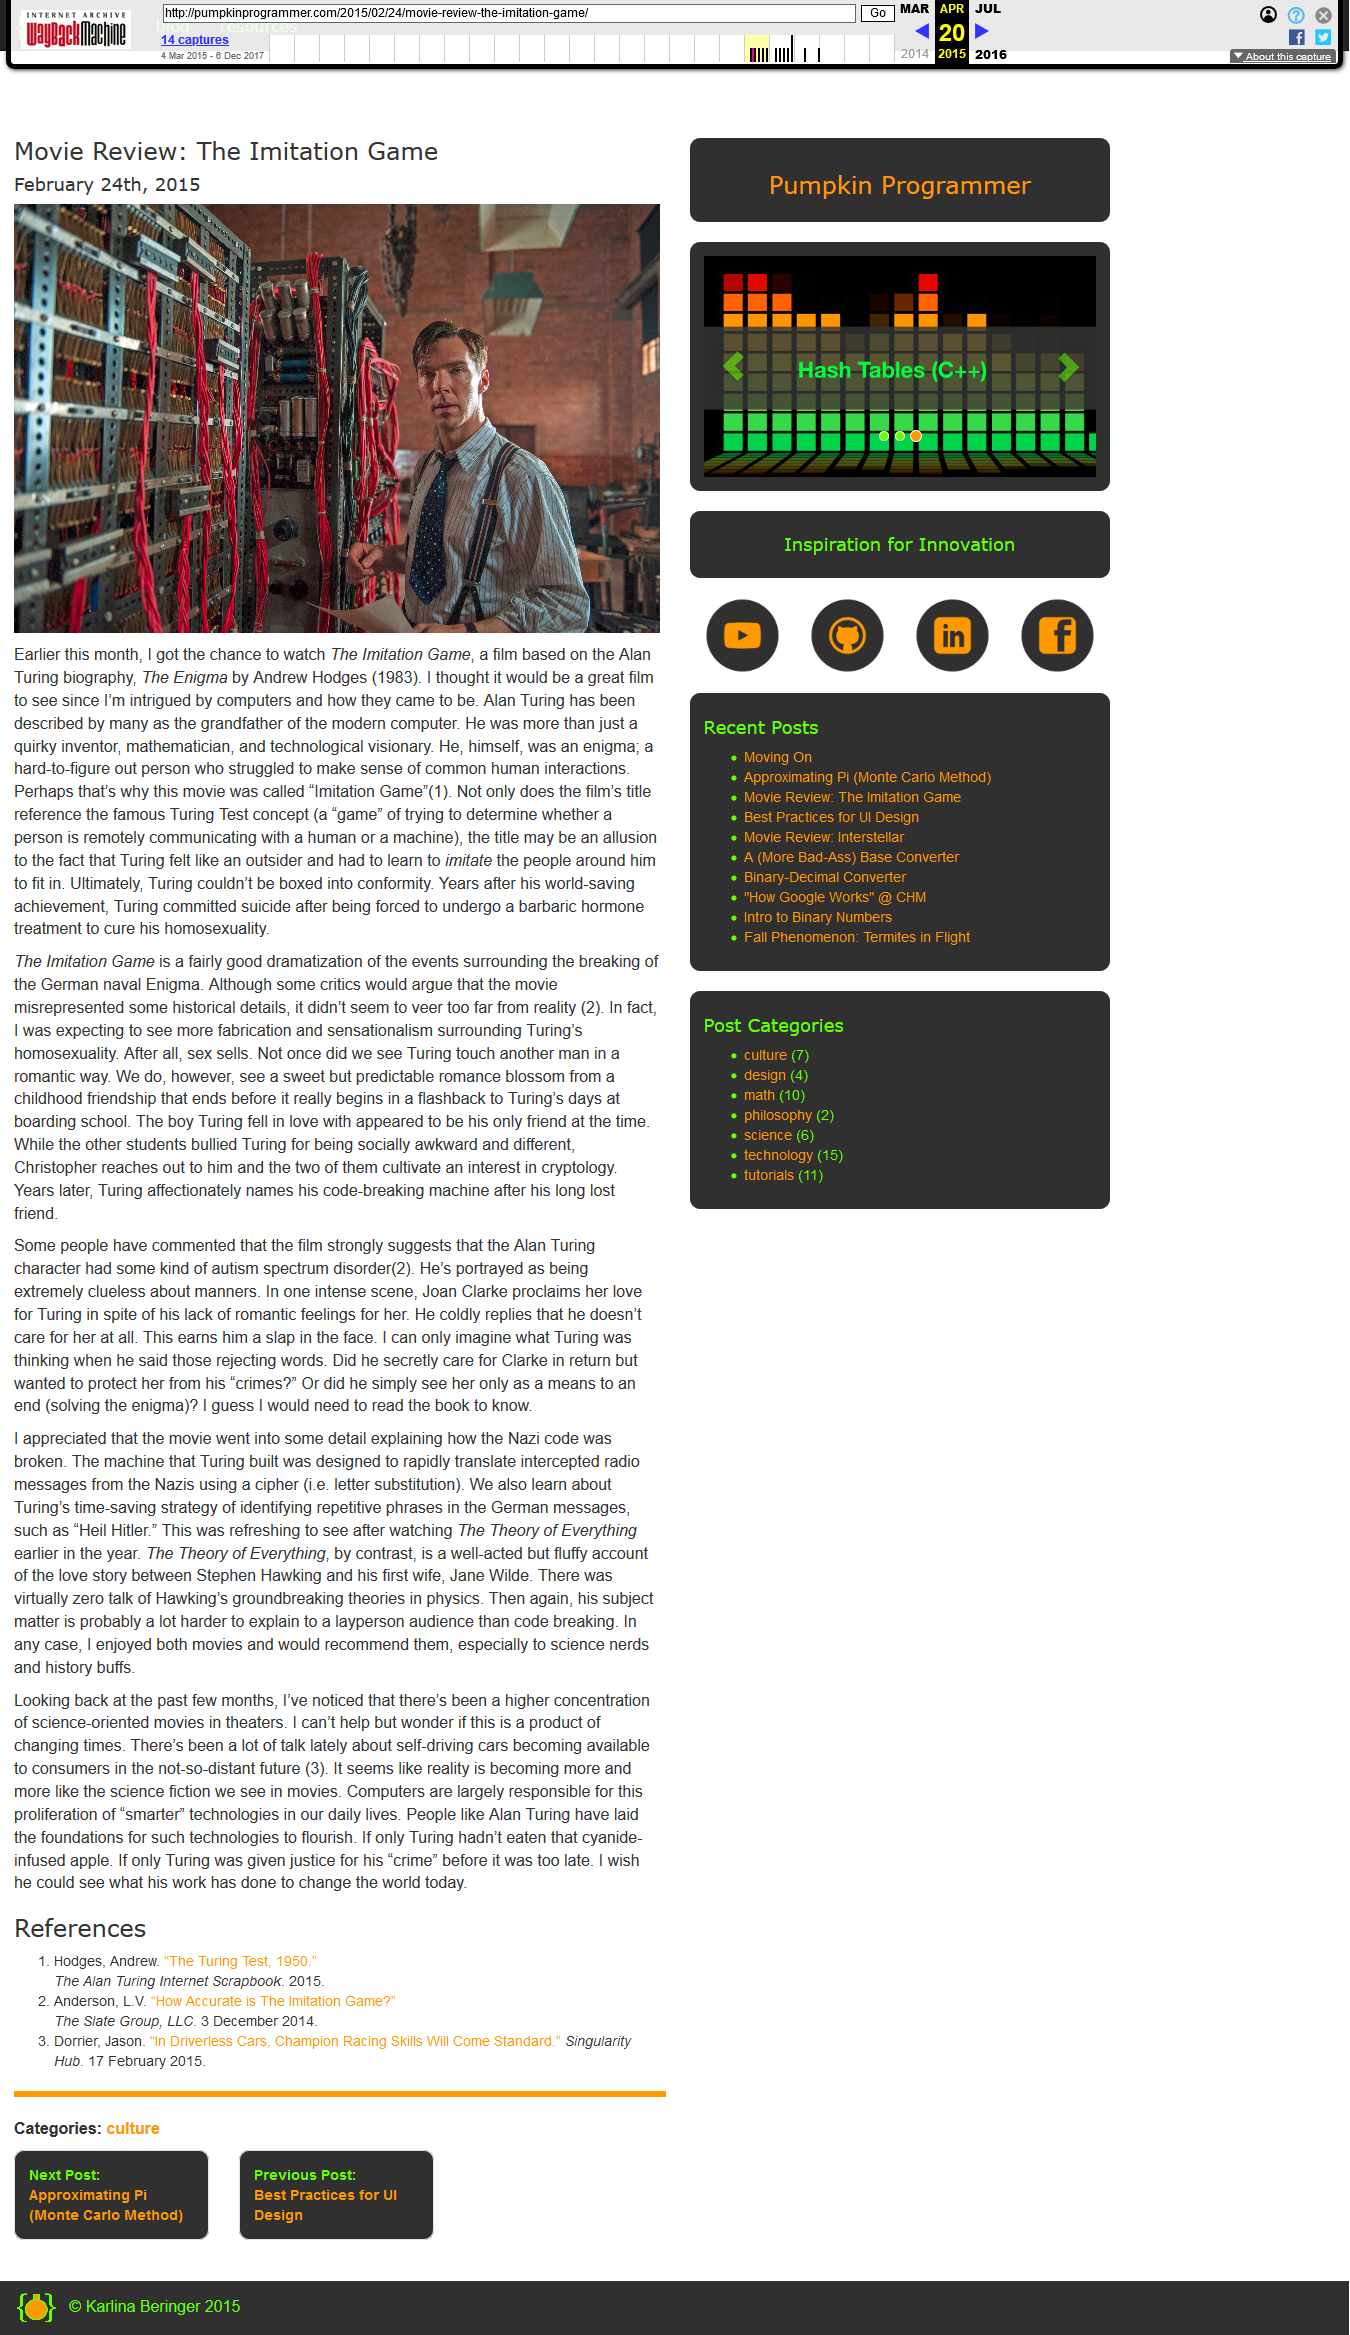 INTERNET ARCHIVE
WayBackMachine
http://pumpkinprogrammer.com/2015/02/24/movie-review-the-imitation-game/
Go
MAR
APR
JUL
blog
resources
14 captures
20
4 Mar 2015 - 6 Dec 2017
2014
2015
2016
About this capture
Movie Review: The Imitation Game
February 24th, 2015
Earlier this month, I got the chance to watch The Imitation Game, a film based on the Alan
Turing biography, The Enigma by Andrew Hodges (1983). I thought it would be a great film
to see since I’m intrigued by computers and how they came to be. Alan Turing has been
described by many as the grandfather of the modern computer. He was more than just a
quirky inventor, mathematician, and technological visionary. He, himself, was an enigma; a
hard-to-figure out person who struggled to make sense of common human interactions.
Perhaps that’s why this movie was called “Imitation Game”(1). Not only does the film’s title
reference the famous Turing Test concept (a “game” of trying to determine whether a
person is remotely communicating with a human or a machine), the title may be an allusion
to the fact that Turing felt like an outsider and had to learn to imitate the people around him
to fit in. Ultimately, Turing couldn’t be boxed into conformity. Years after his world-saving
achievement, Turing committed suicide after being forced to undergo a barbaric hormone
treatment to cure his homosexuality.
The Imitation Game is a fairly good dramatization of the events surrounding the breaking of
the German naval Enigma. Although some critics would argue that the movie
misrepresented some historical details, it didn’t seem to veer too far from reality (2). In fact,
I was expecting to see more fabrication and sensationalism surrounding Turing’s
homosexuality. After all, sex sells. Not once did we see Turing touch another man in a
romantic way. We do, however, see a sweet but predictable romance blossom from a
childhood friendship that ends before it really begins in a flashback to Turing’s days at
boarding school. The boy Turing fell in love with appeared to be his only friend at the time.
While the other students bullied Turing for being socially awkward and different,
Christopher reaches out to him and the two of them cultivate an interest in cryptology.
Years later, Turing affectionately names his code-breaking machine after his long lost
friend.
Some people have commented that the film strongly suggests that the Alan Turing
character had some kind of autism spectrum disorder(2). He’s portrayed as being
extremely clueless about manners. In one intense scene, Joan Clarke proclaims her love
for Turing in spite of his lack of romantic feelings for her. He coldly replies that he doesn’t
care for her at all. This earns him a slap in the face. I can only imagine what Turing was
thinking when he said those rejecting words. Did he secretly care for Clarke in return but
wanted to protect her from his “crimes?” Or did he simply see her only as a means to an
end (solving the enigma)? I guess I would need to read the book to know.
I appreciated that the movie went into some detail explaining how the Nazi code was
broken. The machine that Turing built was designed to rapidly translate intercepted radio
messages from the Nazis using a cipher (i.e. letter substitution). We also learn about
Turing’s time-saving strategy of identifying repetitive phrases in the German messages,
such as “Heil Hitler.” This was refreshing to see after watching The Theory of Everything
earlier in the year. The Theory of Everything, by contrast, is a well-acted but fluffy account
of the love story between Stephen Hawking and his first wife, Jane Wilde. There was
virtually zero talk of Hawking’s groundbreaking theories in physics. Then again, his subject
matter is probably a lot harder to explain to a layperson audience than code breaking. In
any case, I enjoyed both movies and would recommend them, especially to science nerds
and history buffs.
Looking back at the past few months, I’ve noticed that there’s been a higher concentration
of science-oriented movies in theaters. I can’t help but wonder if this is a product of
changing times. There’s been a lot of talk lately about self-driving cars becoming available
to consumers in the not-so-distant future (3). It seems like reality is becoming more and
more like the science fiction we see in movies. Computers are largely responsible for this
proliferation of “smarter” technologies in our daily lives. People like Alan Turing have laid
the foundations for such technologies to flourish. If only Turing hadn’t eaten that cyanide-
infused apple. If only Turing was given justice for his “crime” before it was too late. I wish
he could see what his work has done to change the world today.
References
1. Hodges, Andrew. “The Turing Test, 1950.”
The Alan Turing Internet Scrapbook. 2015.
2. Anderson, L.V. “How Accurate is The Imitation Game?”
The Slate Group, LLC. 3 December 2014.
3. Dorrier, Jason. “In Driverless Cars, Champion Racing Skills Will Come Standard.” Singularity
Hub. 17 February 2015.
Categories: culture
Next Post:
Approximating Pi
(Monte Carlo Method)
Previous Post:
Best Practices for UI
Design
Pumpkin Programmer
Hash Tables (C++)
Inspiration for Innovation
Recent Posts
Moving On
Approximating Pi (Monte Carlo Method)
Movie Review: The Imitation Game
Best Practices for UI Design
Movie Review: Interstellar
A (More Bad-Ass) Base Converter
Binary-Decimal Converter
"How Google Works" @ CHM
Intro to Binary Numbers
Fall Phenomenon: Termites in Flight
Post Categories
culture (7)
design (4)
math (10)
philosophy (2)
science (6)
technology (15)
tutorials (11)
© Karlina Beringer 2015